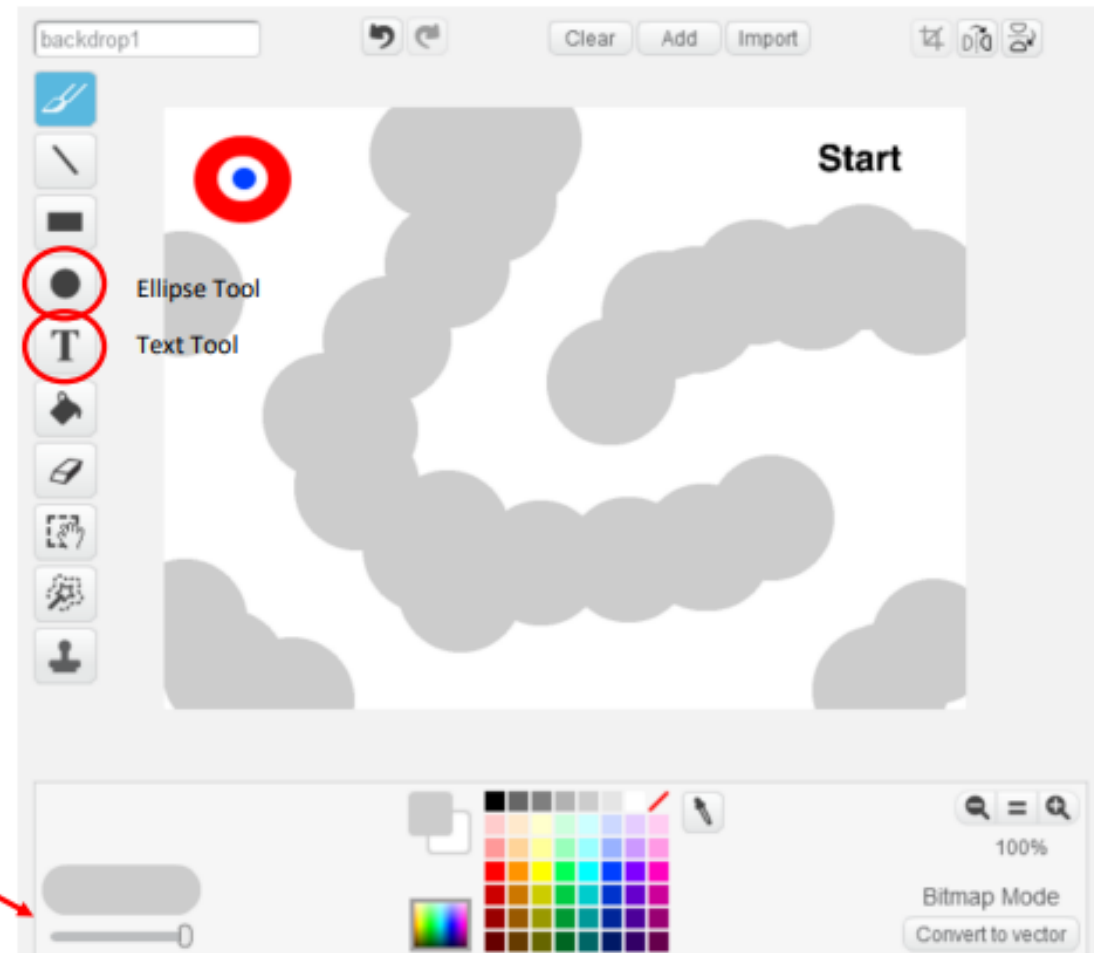 backdrop1
Clear Add Import
Start
Ellipse Tool
T Text Tool
100%
Bitmap Mode
Convert to vector